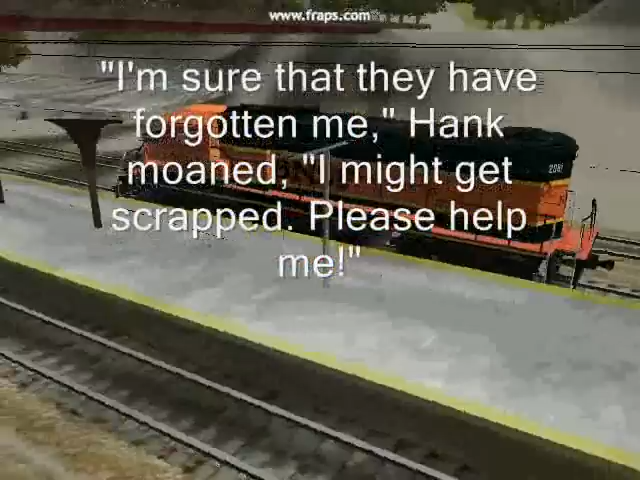 www.fraps.com
"I'm sure that they have
forgotten me," Hank
moaned, "I might get
scrapped. Please help
me!"